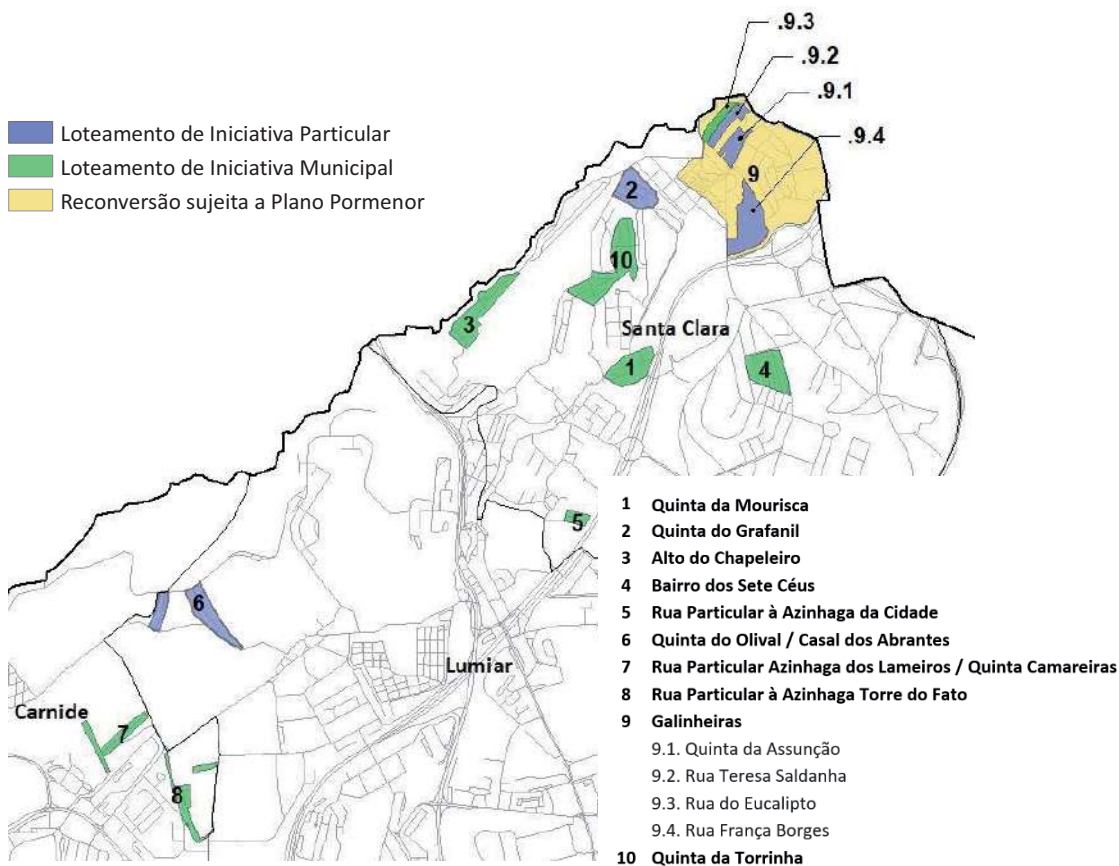 .9.3
.9.2
.9.1
.9.4
Loteamento de Iniciativa Particular
Loteamento de Iniciativa Municipal
Reconversão sujeita a Plano Pormenor
9
2
10
3
Santa Clara
1
4
5
6
Lumiar
Carnide
7
8
1 Quinta da Mourisca
2 Quinta do Grafanil
3 Alto do Chapeleiro
4 Bairro dos Sete Céus
5 Rua Particular à Azinhaga da Cidade
6 Quinta do Olival / Casal dos Abrantes
7 Rua Particular Azinhaga dos Lameiros / Quinta Camareiras
8 Rua Particular à Azinhaga Torre do Fato
9 Galinheiras
9.1. Quinta da Assunção
9.2. Rua Teresa Saldanha
9.3. Rua do Eucalipto
9.4. Rua França Borges
10 Quinta da Torrinha